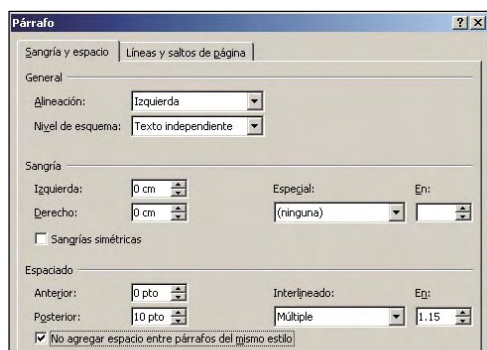 Párrafo
Sangría y espacio Líneas y saltos de página
General
Alineación: Izquierda
Nivel de esquema: Texto independiente
Sangría
Izquierda: 0 cm Especial: En:
Derecho: 0 cm (ninguna)
Sangrías simétricas
Espaciado
Anterior: 0 pto Interlineado: En:
Posterior: 10 pto Múltiple 1.15
No agregar espacio entre párrafos del mismo estilo